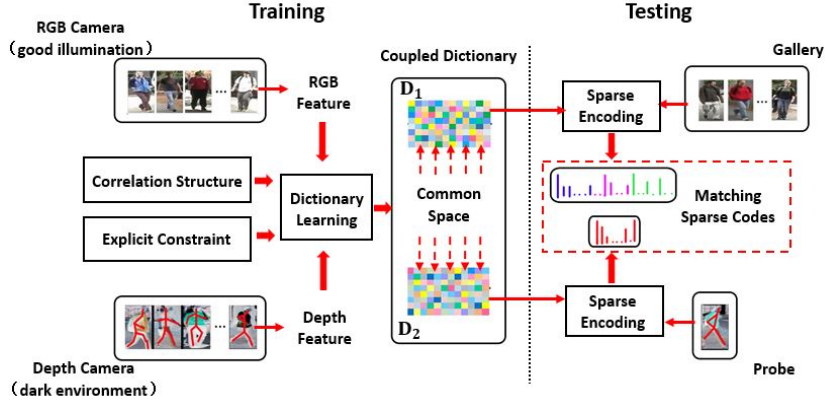 Training
Testing
RGB Camera
(good illumination)
RGB
Feature
Coupled Dictionary
D1
Sparse
Encoding
Gallery
Correlation Structure
Explicit Constraint
Dictionary
Learning
Common
Space
Matching
Sparse Codes
Depth
Feature
D2
Sparse
Encoding
Probe
Depth Camera
(dark environment)
...
...
...